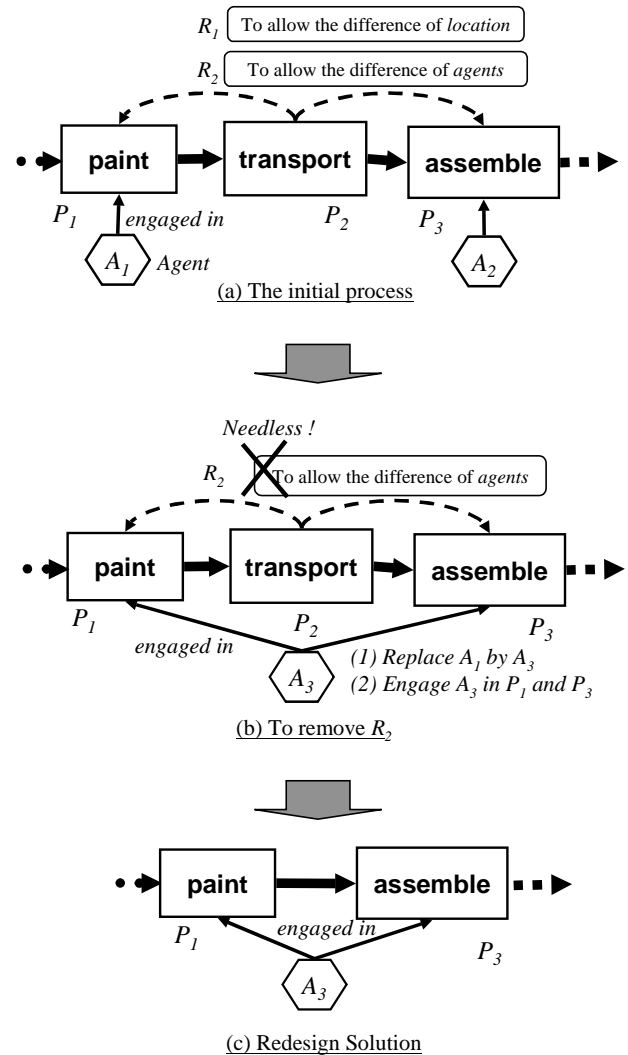 R1 To allow the difference of location
R2 To allow the difference of agents
paint transport assemble
P1 engaged in P2 P3
A1 Agent A2
(a) The initial process
Needless !
R2 To allow the difference of agents
paint transport assemble
P1 engaged in P2 P3
A3 (1) Replace A1 by A3
(2) Engage A3 in P1 and P3
(b) To remove R2
paint assemble
P1 engaged in P3
A3
(c) Redesign Solution